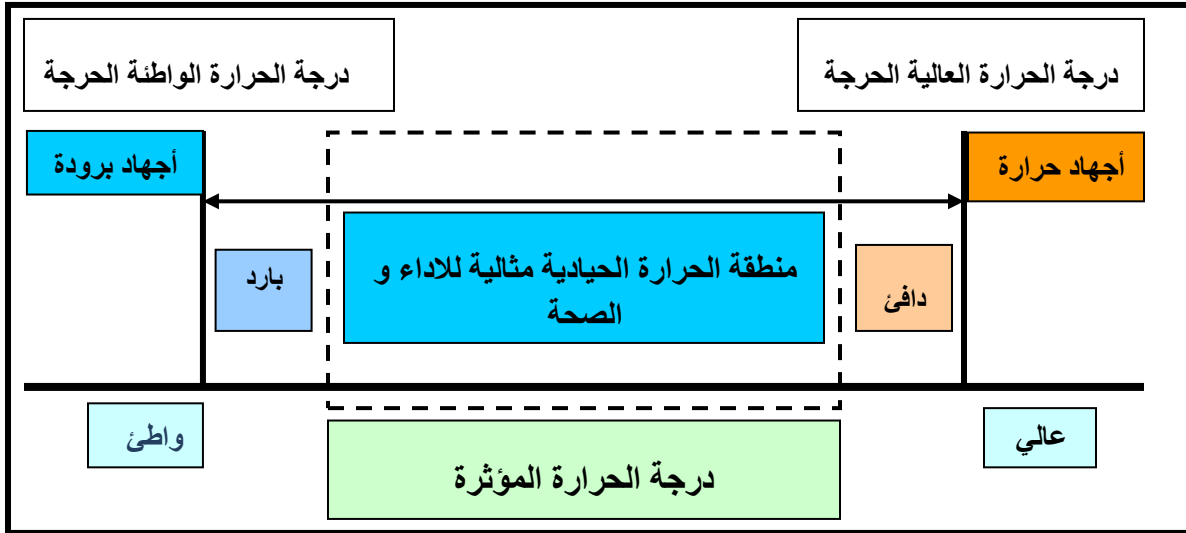 درجة الحرارة العالية الحرجة
درجة الحرارة الواطئة الحرجة
أجهاد حرارة
أجهاد برودة
دافئ
منطقة الحرارة الحيادية مثالية للاداء و
الصحة
بارد
عالي
درجة الحرارة المؤثرة
واطئ